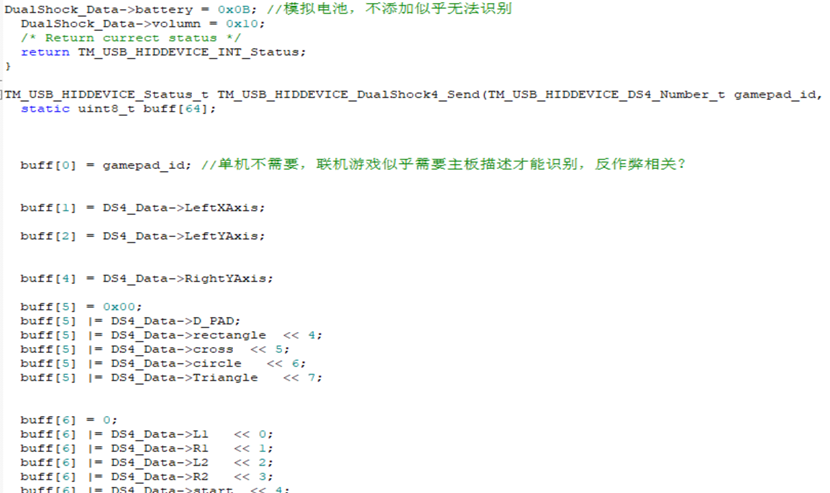 DualShock_Data->battery = 0x0B; //模拟电池，不添加似乎无法识别
DualShock_Data->volumn = 0x10;
/* Return currect status */
return TM_USB_HIDDEVICE_INT_Status;
}
TM_USB_HIDDEVICE_Status_t TM_USB_HIDDEVICE_DualShock4_Send(TM_USB_HIDDEVICE_DS4_Number_t gamepad_id,
static uint8_t buff[64];
buff[0] = gamepad_id; //单机不需要，联机游戏似乎需要主板描述才能识别，反作弊相关？
buff[1] = DS4_Data->LeftXAxis;
buff[2] = DS4_Data->LeftYAxis;
buff[4] = DS4_Data->RightYAxis;
buff[5] = 0x00;
buff[5] |= DS4_Data->D_PAD;
buff[5] |= DS4_Data->rectangle << 4;
buff[5] |= DS4_Data->cross << 5;
buff[5] |= DS4_Data->circle << 6;
buff[5] |= DS4_Data->Triangle << 7;
buff[6] = 0;
buff[6] |= DS4_Data->L1 << 0;
buff[6] |= DS4_Data->R1 << 1;
buff[6] |= DS4_Data->L2 << 2;
buff[6] |= DS4_Data->R2 << 3;
buff[6] |= DS4_Data->start << 4;